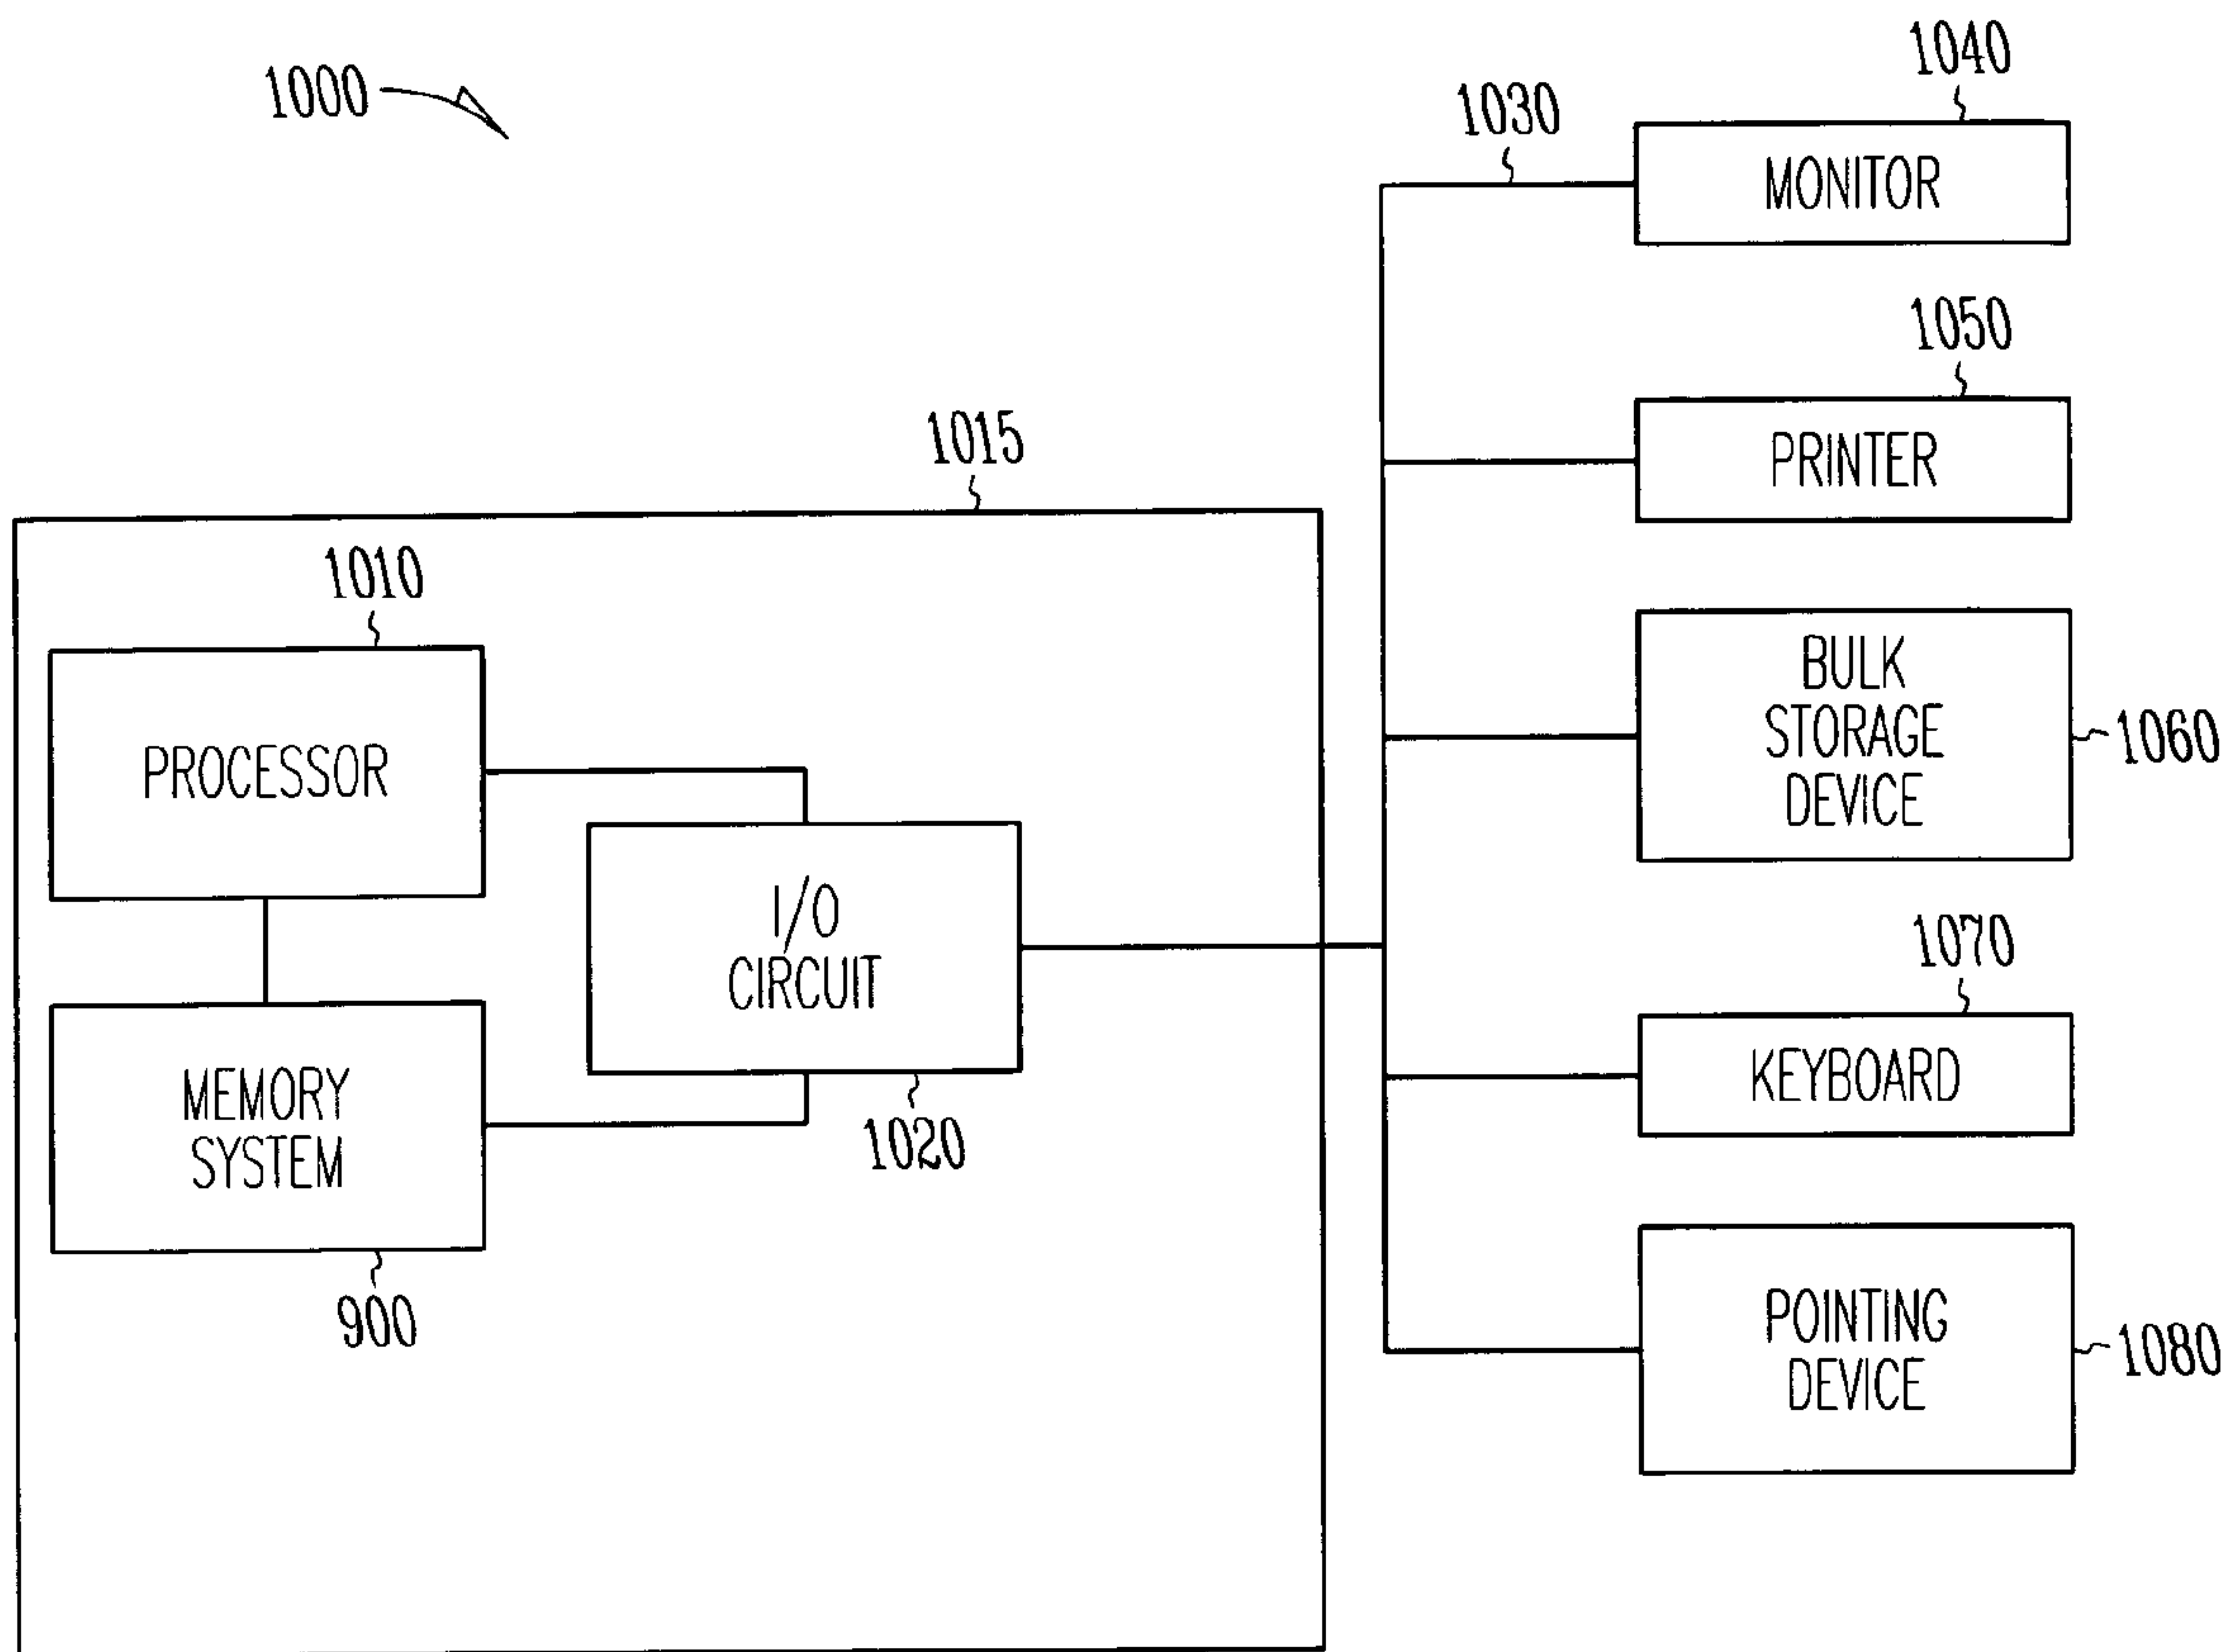 1000
1040
1030
MONITOR
1050
PRINTER
1015
1010
PROCESSOR
BULK
STORAGE
DEVICE
1060
I/O
CIRCUIT
1020
MEMORY
SYSTEM
900
1070
KEYBOARD
POINTING
DEVICE
1080